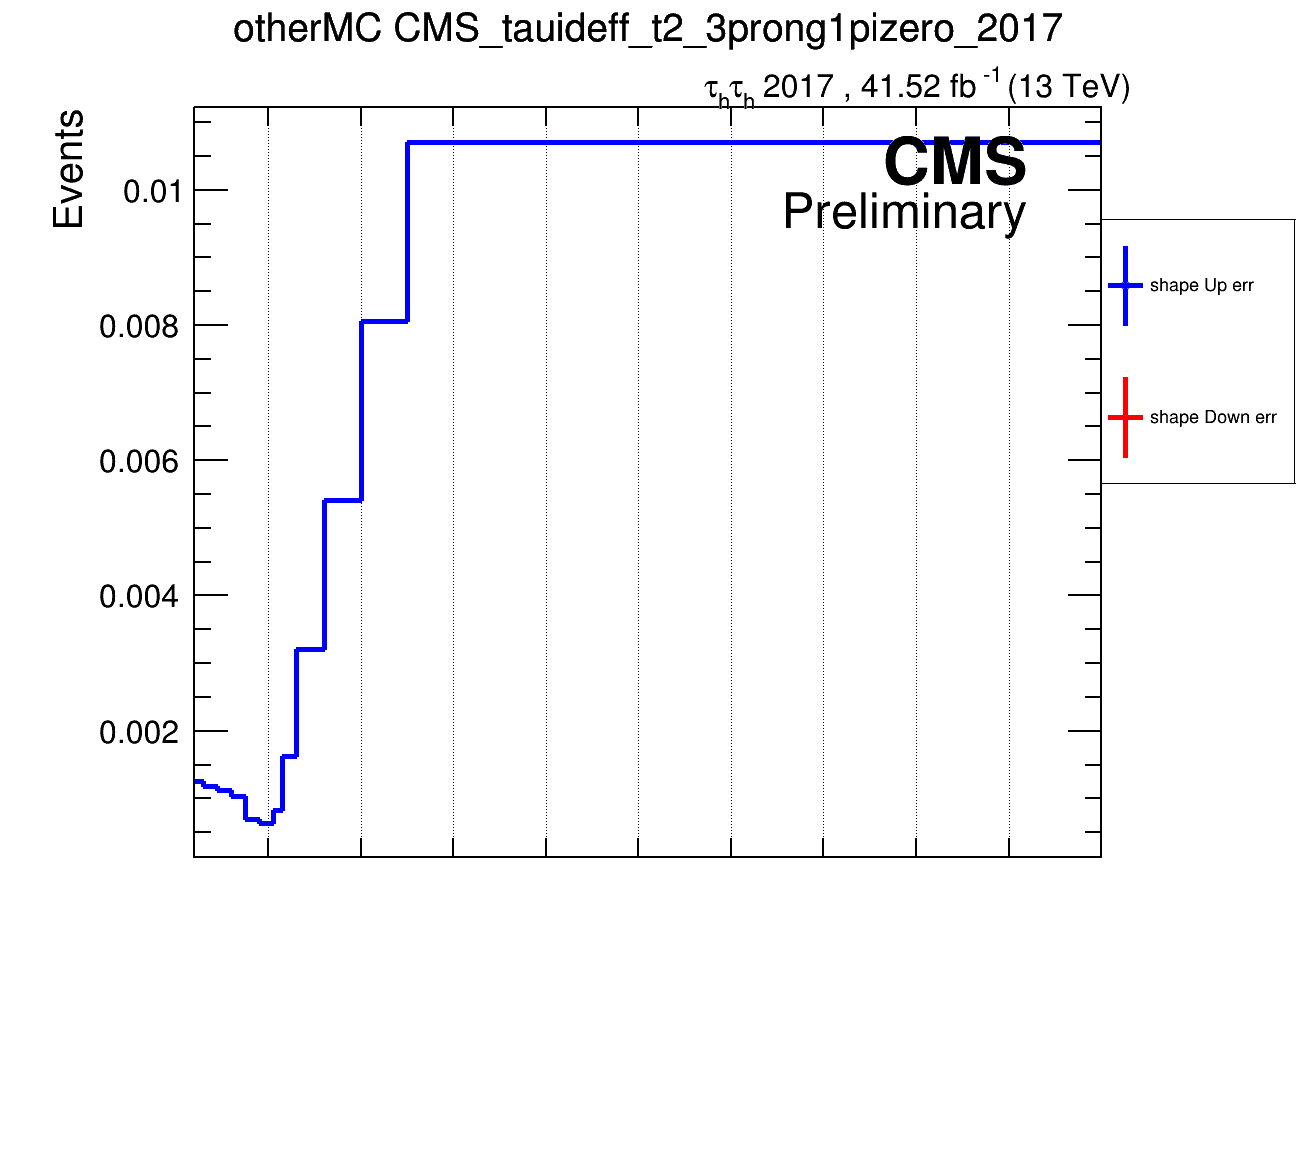 otherMC CMS_tauideff_t2_3prong1pizero_2017
τhτh 2017 , 41.52 fb -1 (13 TeV)
Events
CMS
Preliminary
0.01
0.008
0.006
0.004
0.002
shape Up err
shape Down err